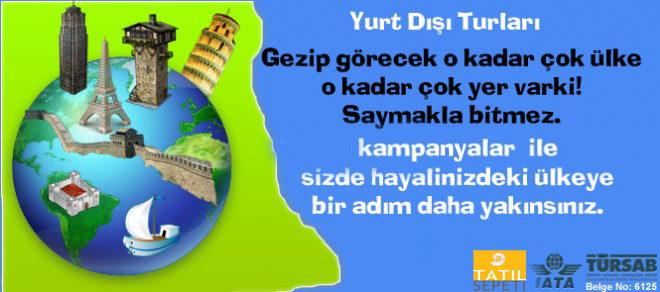 Yurt Dışı Turları
Gezip görecek o kadar çok ülke
o kadar çok yer varki!
Saymakla bitmez.
kampanyalar ile
sizde hayalinizdeki ülkeye
bir adım daha yakınsınız.
TATİL
SEPETİ
IATA
TÜRSAB
Belge No: 6125